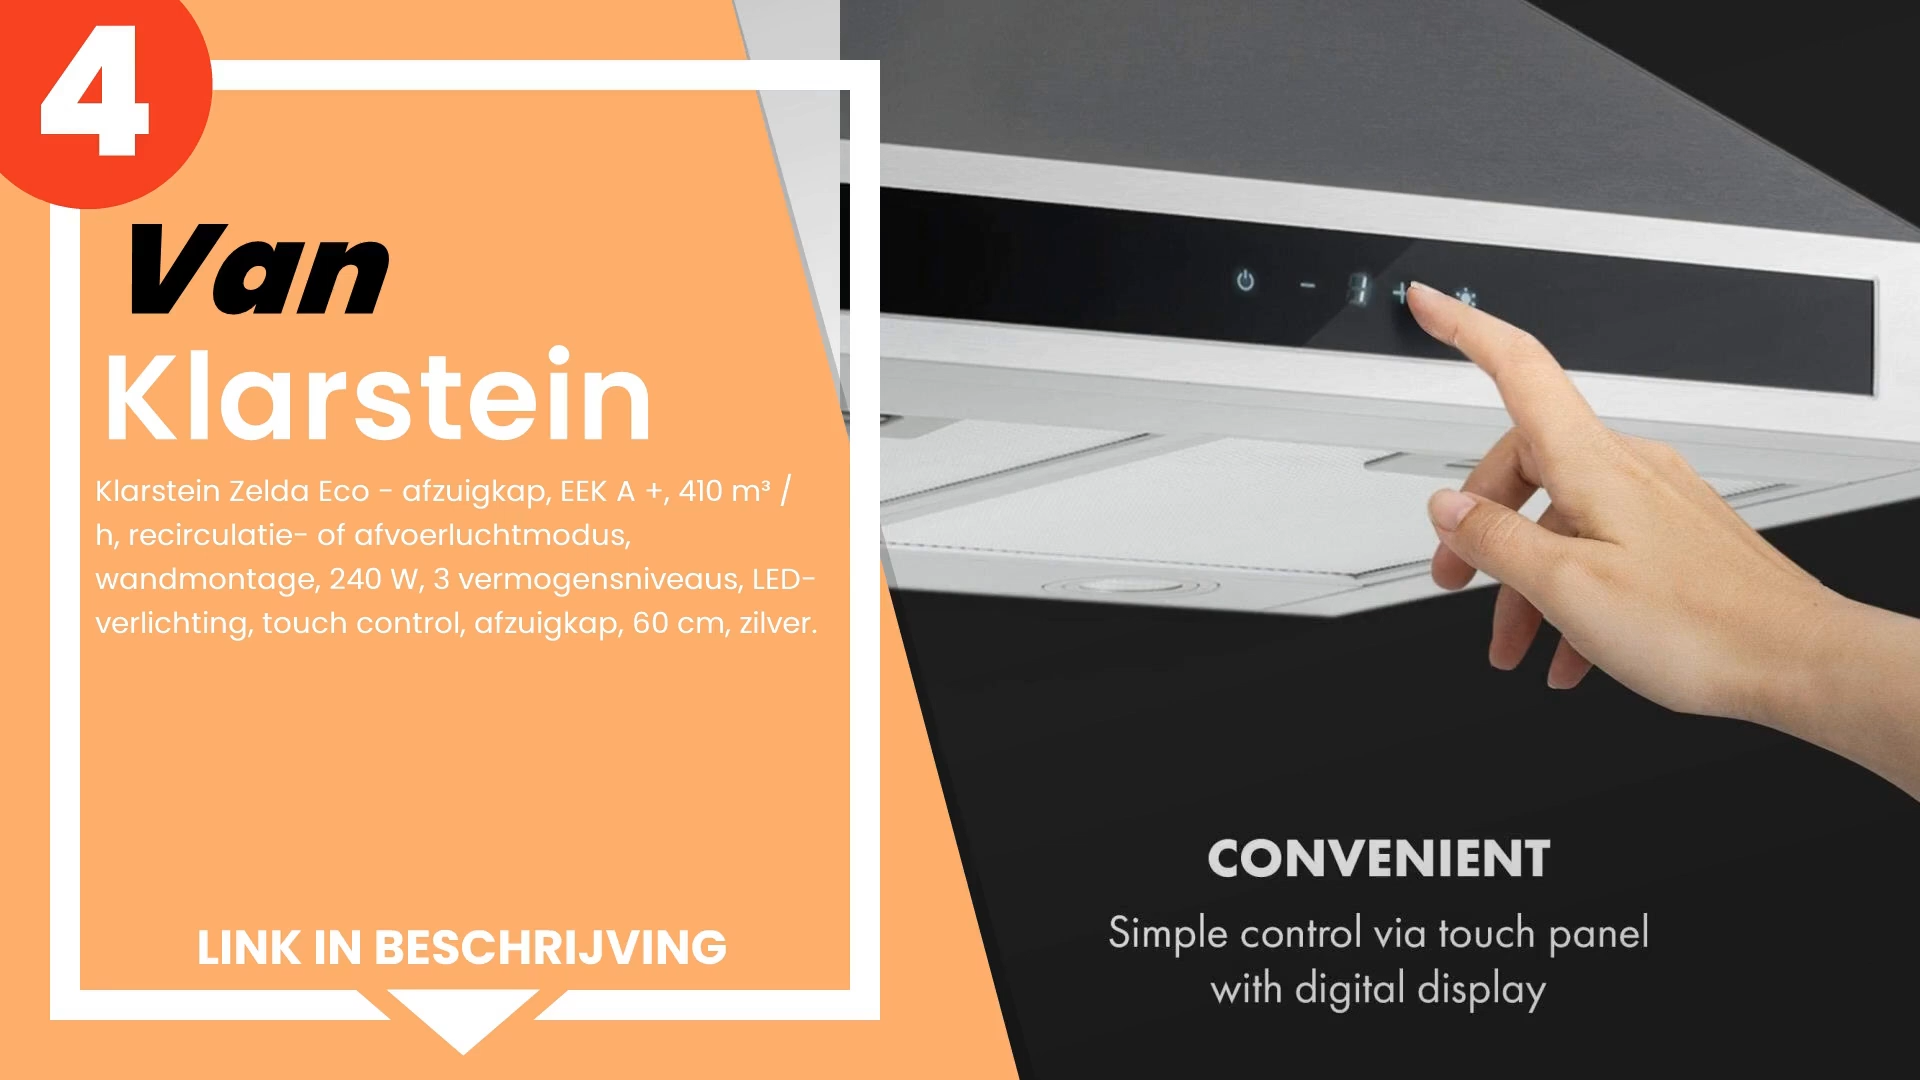 4
Van
Klarstein
Klarstein Zelda Eco - afzuigkap, EEK A +, 410 m³ /
h, recirculatie- of afvoerluchtmodus,
wandmontage, 240 W, 3 vermogensniveaus, LED-
verlichting, touch control, afzuigkap, 60 cm, zilver.
LINK IN BESCHRIJVING
CONVENIENT
Simple control via touch panel
with digital display